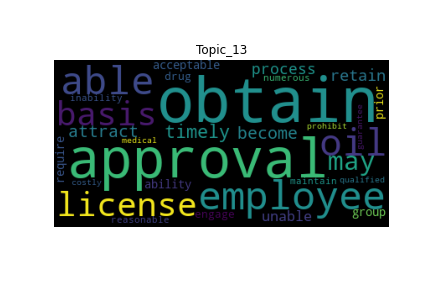 Topic_13
acceptable
process
drug
numerous
retain
able
obtain
inability
prior
basis
guarantee
attract
timely
become
prohibit
oil
require
medical
approval
may
costly
ability
maintain
qualified
license
employee
reasonable
engage
unable
group